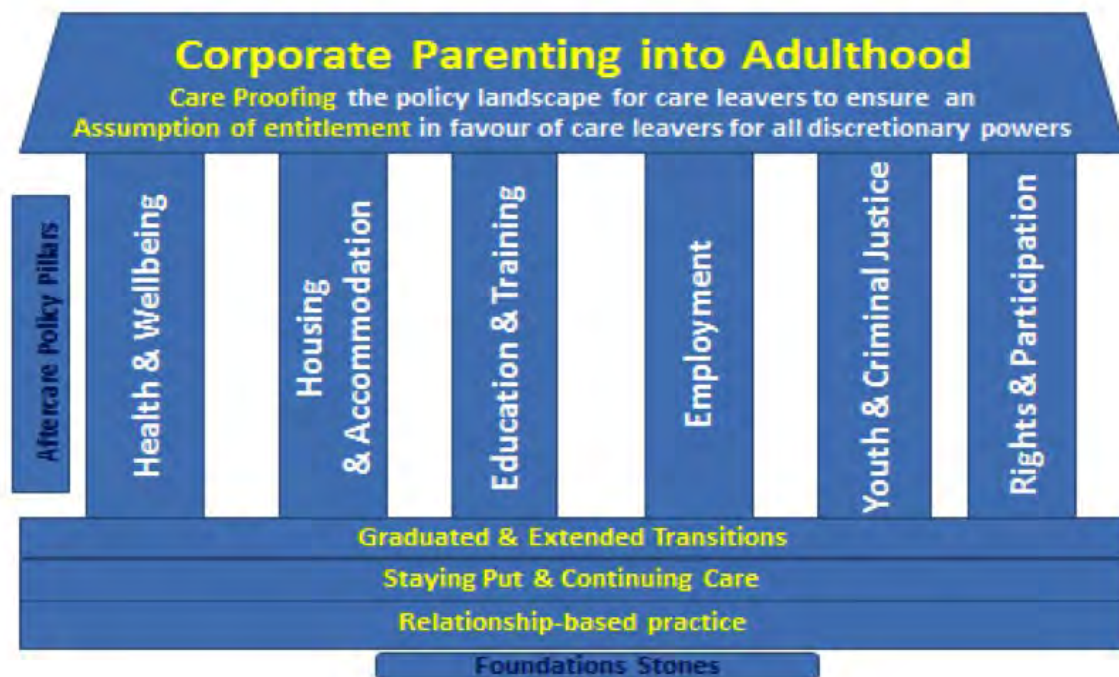 Corporate Parenting into Adulthood
Care Proofing the policy landscape for care leavers to ensure an
Assumption of entitlement in favour of care leavers for all discretionary powers
Aftercare Policy Pillars
Health & Wellbeing
Housing
& Accommodation
Education & Training
Employment
Youth & Criminal Justice
Rights & Participation
Graduated & Extended Transitions
Staying Put & Continuing Care
Relationship-based practice
Foundations Stones